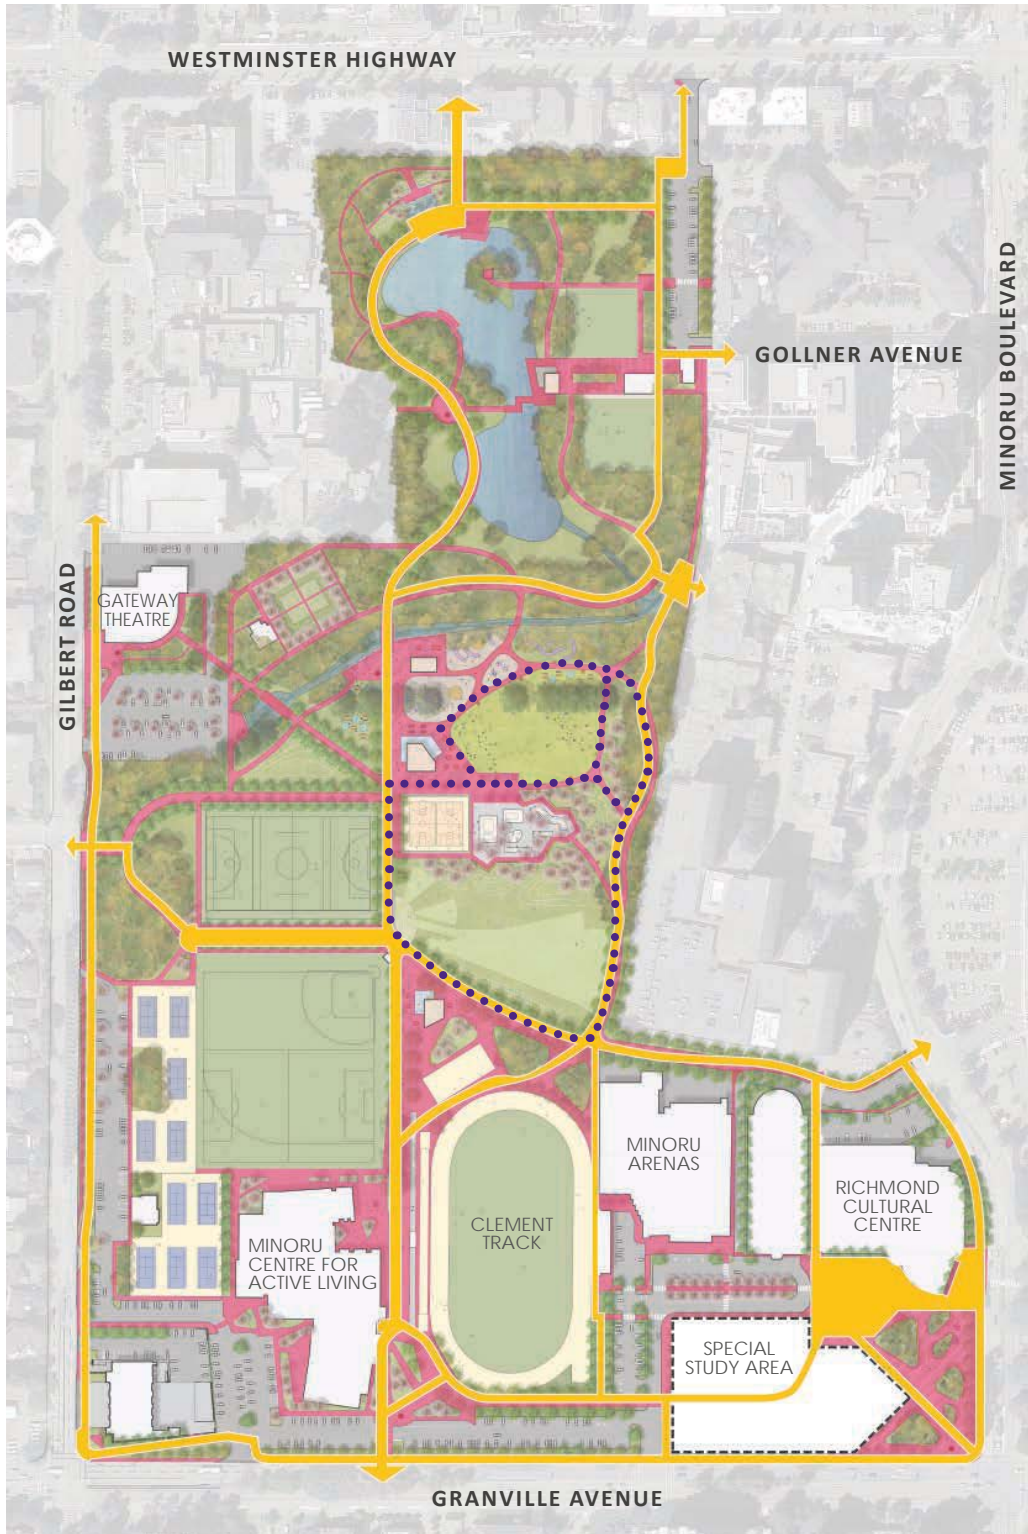 WESTMINSTER HIGHWAY
MINORU BOULEVARD
GOLLNER AVENUE
GILBERT ROAD
GATEWAY
THEATRE
MINORU
ARENAS
RICHMOND
CULTURAL
CENTRE
CLEMENT
TRACK
MINORU
CENTRE FOR
ACTIVE LIVING
SPECIAL
STUDY AREA
GRANVILLE AVENUE